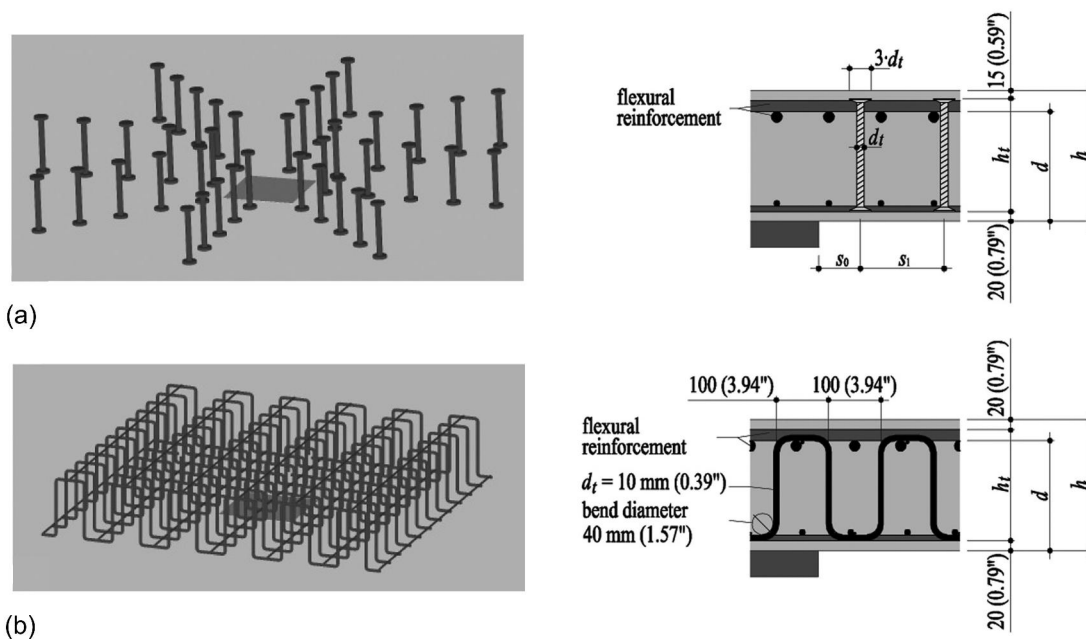 (a)
3·dₜ
flexural
reinforcement
dₜ
s₀
s₁
15 (0.59")
hₜ
d
h
20 (0.79")
(b)
100 (3.94")
100 (3.94")
flexural
reinforcement
dₜ = 10 mm (0.39")
bend diameter
40 mm (1.57")
20 (0.79")
hₜ
d
h
20 (0.79")